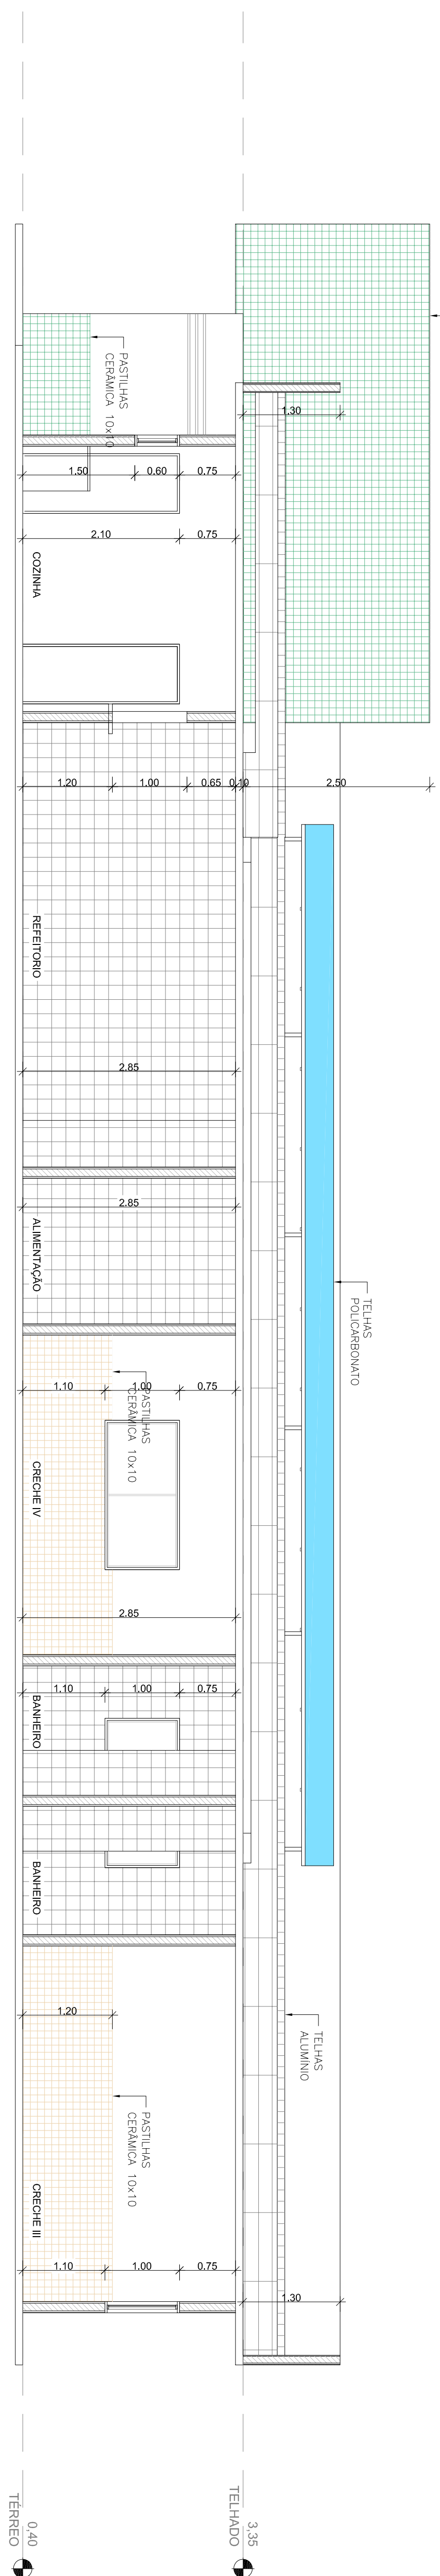 PASTILHAS
CERÂMICA 10x10
1.30
1.50
0.60
0.75
2.10
0.75
COZINHA
1.20
1.00
0.65
0.10
2.50
REFEITORIO
2.85
ALIMENTAÇÃO
2.85
TELHAS
POLICARBONATO
PASTILHAS
CERÂMICA 10x10
1.10
1.00
0.75
CRECHE IV
2.85
BANHEIRO
1.10
1.00
0.75
BANHEIRO
TELHAS
ALUMÍNIO
1.20
PASTILHAS
CERÂMICA 10x10
CRECHE III
1.10
1.00
0.75
1.30
3,35
TELHADO
0,40
TÉRREO